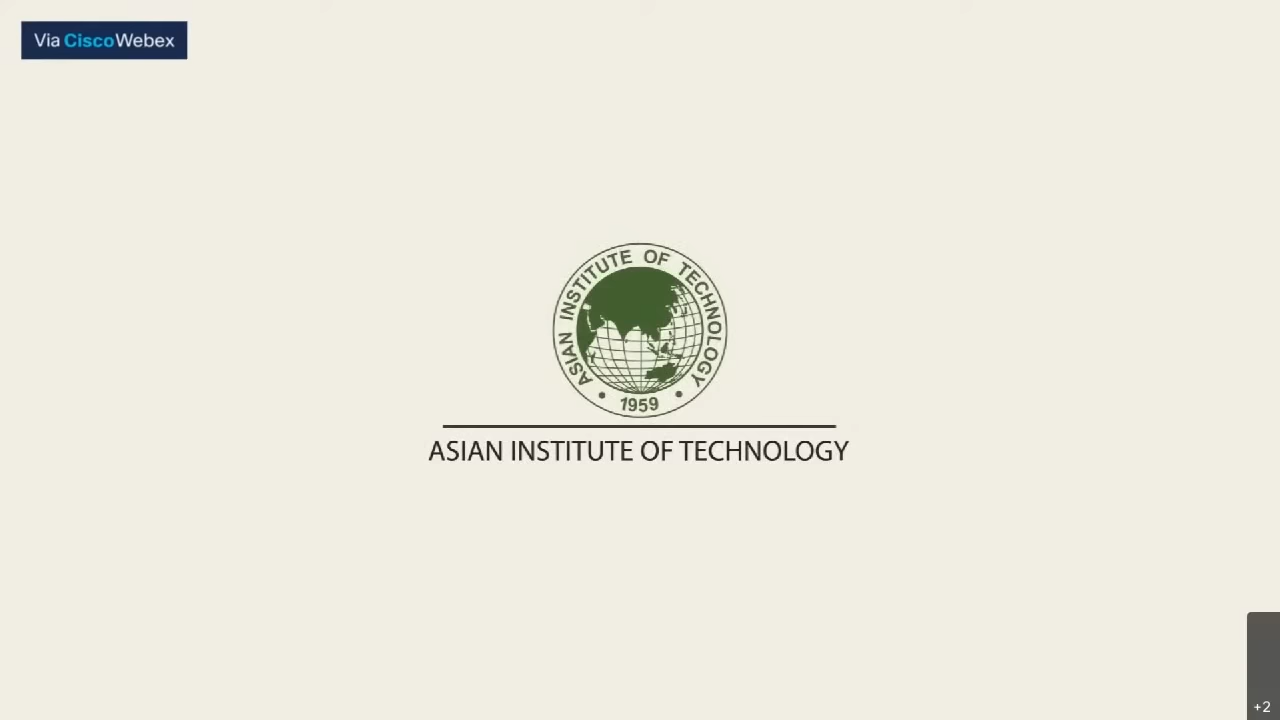 Via CiscoWebex
ASIAN INSTITUTE OF TECHNOLOGY
• 1959 •
ASIAN INSTITUTE OF TECHNOLOGY
+2